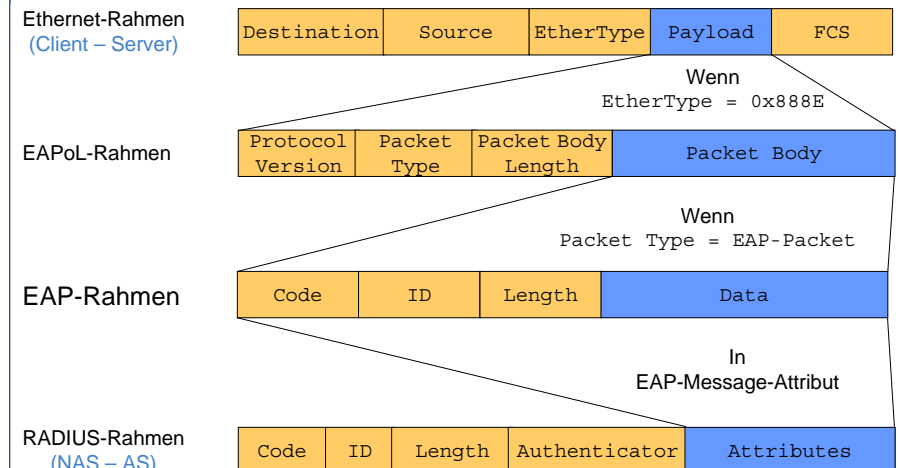 Ethernet-Rahmen
(Client – Server)
Destination Source EtherType Payload FCS
Wenn
EtherType = 0x888E
EAPoL-Rahmen
Protocol Version Packet Type Packet Body Length Packet Body
Wenn
Packet Type = EAP-Packet
EAP-Rahmen
Code ID Length Data
In
EAP-Message-Attribut
RADIUS-Rahmen
(NAS – AS)
Code ID Length Authenticator Attributes